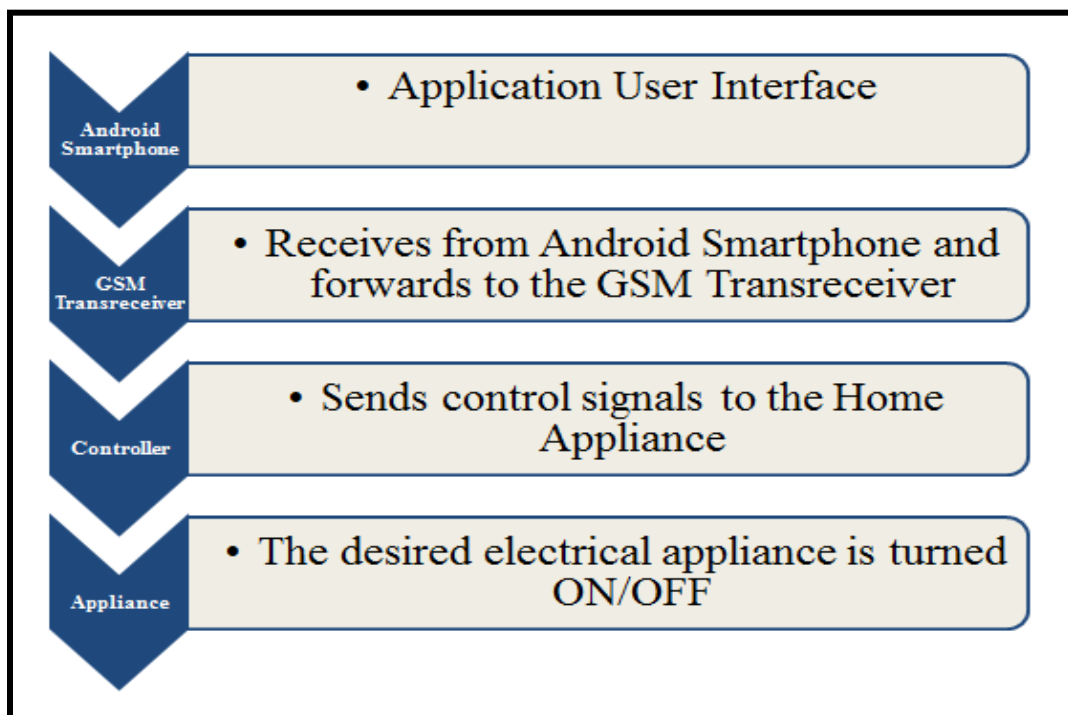 Android
Smartphone
• Application User Interface
GSM
Transreceiver
• Receives from Android Smartphone and
forwards to the GSM Transreceiver
Controller
• Sends control signals to the Home
Appliance
Appliance
• The desired electrical appliance is turned
ON/OFF